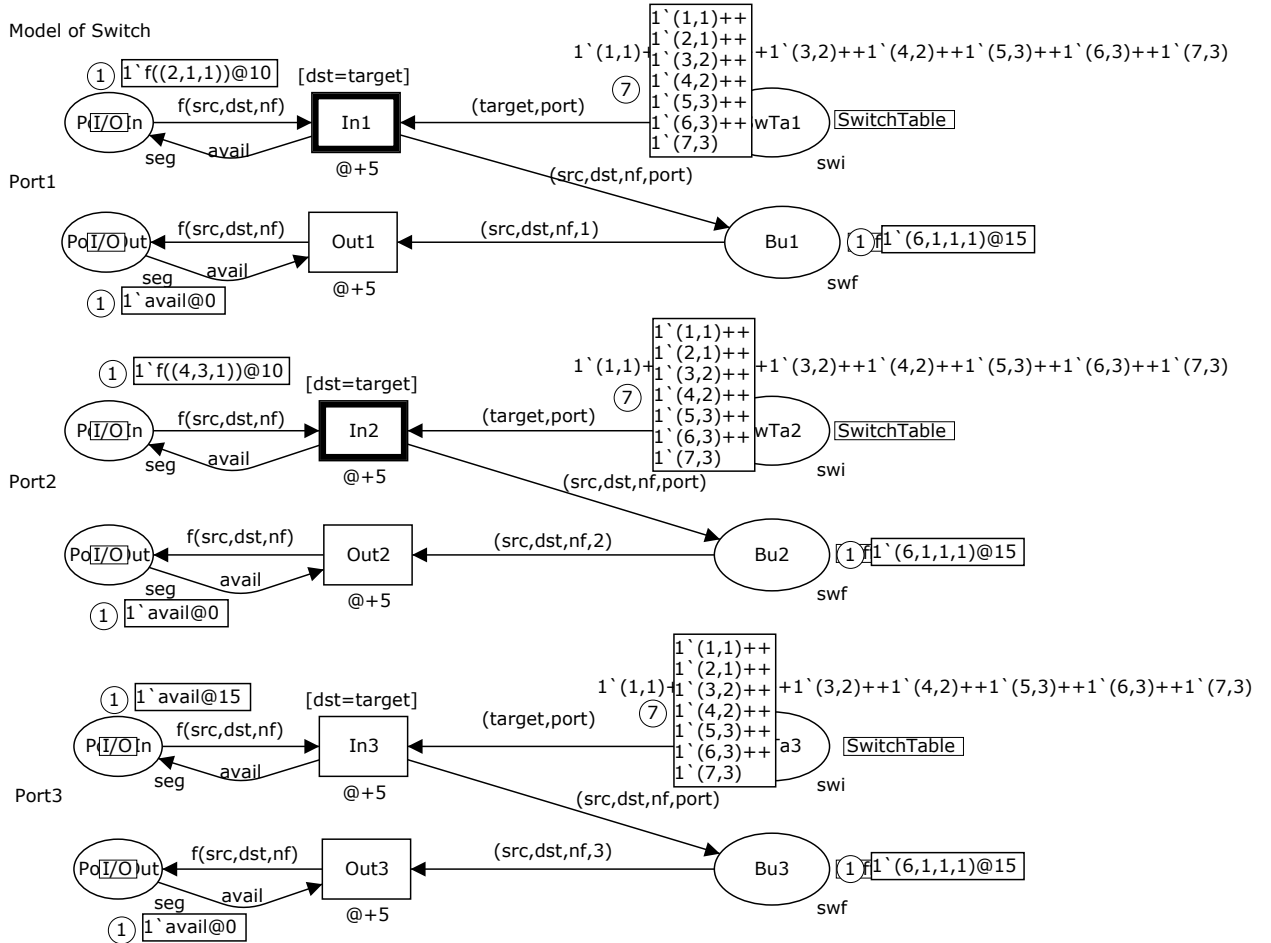 Model of Switch
1`(1,1)++
1`(2,1)++
1`(3,2)++
1`(4,2)++
1`(5,3)++
1`(6,3)++
1`(7,3)
1`(1,1)+
+1`(3,2)++1`(4,2)++1`(5,3)++1`(6,3)++1`(7,3)
7
1
1`f((2,1,1))@10
[dst=target]
I/O
f(src,dst,nf)
In1
(target,port)
wTa1
SwitchTable
seg
avail
@+5
swi
Port1
(src,dst,nf,port)
I/O
f(src,dst,nf)
Out1
(src,dst,nf,1)
Bu1
1
1`(6,1,1,1)@15
seg
avail
@+5
swf
1
1`avail@0
1`(1,1)++
1`(2,1)++
1`(3,2)++
1`(4,2)++
1`(5,3)++
1`(6,3)++
1`(7,3)
1`(1,1)+
+1`(3,2)++1`(4,2)++1`(5,3)++1`(6,3)++1`(7,3)
7
1
1`f((4,3,1))@10
[dst=target]
I/O
f(src,dst,nf)
In2
(target,port)
wTa2
SwitchTable
seg
avail
@+5
swi
Port2
(src,dst,nf,port)
I/O
f(src,dst,nf)
Out2
(src,dst,nf,2)
Bu2
1
1`(6,1,1,1)@15
seg
avail
@+5
swf
1
1`avail@0
1`(1,1)++
1`(2,1)++
1`(3,2)++
1`(4,2)++
1`(5,3)++
1`(6,3)++
1`(7,3)
1`(1,1)+
+1`(3,2)++1`(4,2)++1`(5,3)++1`(6,3)++1`(7,3)
7
1
1`avail@15
[dst=target]
I/O
f(src,dst,nf)
In3
(target,port)
Ta3
SwitchTable
seg
avail
@+5
swi
Port3
(src,dst,nf,port)
I/O
f(src,dst,nf)
Out3
(src,dst,nf,3)
Bu3
1
1`(6,1,1,1)@15
seg
avail
@+5
swf
1
1`avail@0